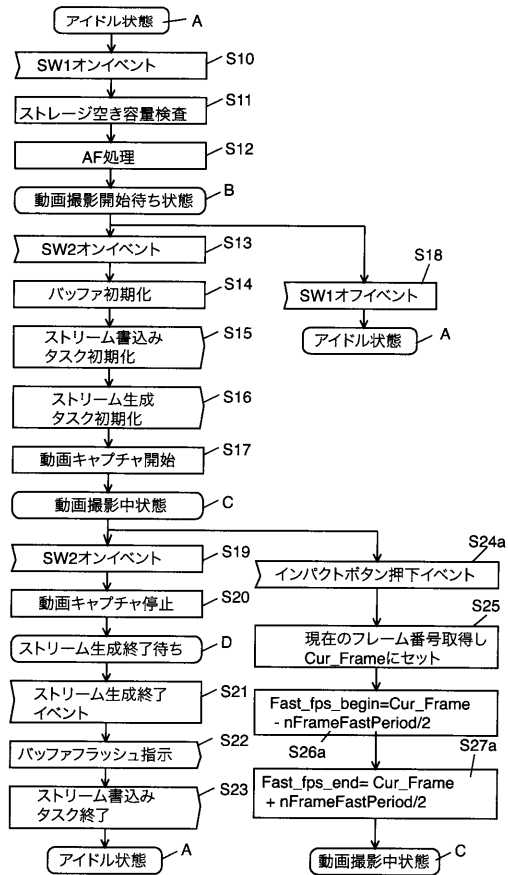 アイドル状態 A
SW1オンイベント S10
ストレージ空き容量検査 S11
AF処理 S12
動画撮影開始待ち状態 B
SW2オンイベント S13
バッファ初期化 S14
ストリーム書込み
タスク初期化 S15
ストリーム生成
タスク初期化 S16
動画キャプチャ開始 S17
動画撮影中状態 C
SW1オフイベント S18
アイドル状態 A
SW2オンイベント S19
動画キャプチャ停止 S20
ストリーム生成終了待ち D
ストリーム生成終了
イベント S21
バッファフラッシュ指示 S22
ストリーム書込み
タスク終了 S23
アイドル状態 A
インパクトボタン押下イベント S24a
現在のフレーム番号取得し
Cur_Frameにセット S25
Fast_fps_begin=Cur_Frame
- nFrameFastPeriod/2
S26a
Fast_fps_end= Cur_Frame
+ nFrameFastPeriod/2
S27a
動画撮影中状態 C